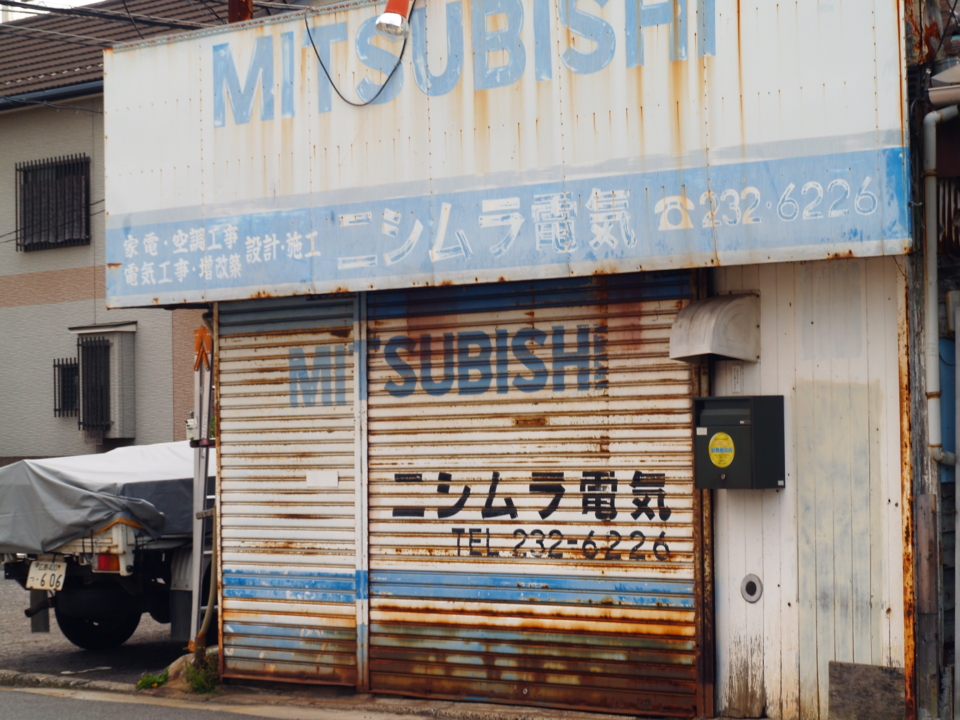 MITSUBISHI
家電・空調工事
電気工事・増改築
設計・施工
ニシムラ電気
☎232-6226
MITSUBISHI
ニシムラ電気
TEL 232-6226
・606